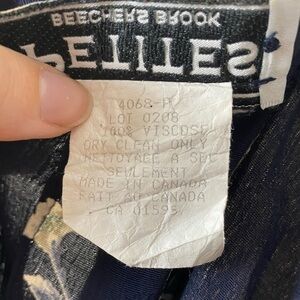 BEECHERS BROOK
PETITES
4068-P
LOT 0208
100% VISCOSE
DRY CLEAN ONLY
NETTOYAGE A SEC
SEULEMENT
MADE IN CANADA
FAIT AU CANADA
CA 01595